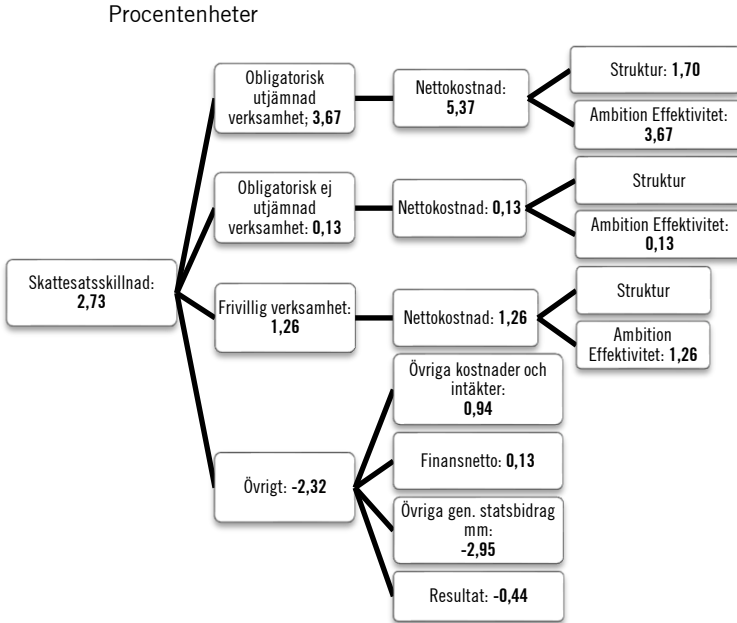 Procentenheter
Obligatorisk
utjämnad
verksamhet; 3,67
Nettokostnad:
5,37
Struktur: 1,70
Ambition Effektivitet:
3,67
Obligatorisk ej
utjämnad
verksamhet: 0,13
Nettokostnad: 0,13
Struktur
Ambition Effektivitet:
0,13
Skattesatsskillnad:
2,73
Frivillig verksamhet:
1,26
Nettokostnad: 1,26
Struktur
Ambition
Effektivitet: 1,26
Övrigt: -2,32
Övriga kostnader och
intäkter:
0,94
Finansnetto: 0,13
Övriga gen. statsbidrag
mm:
-2,95
Resultat: -0,44